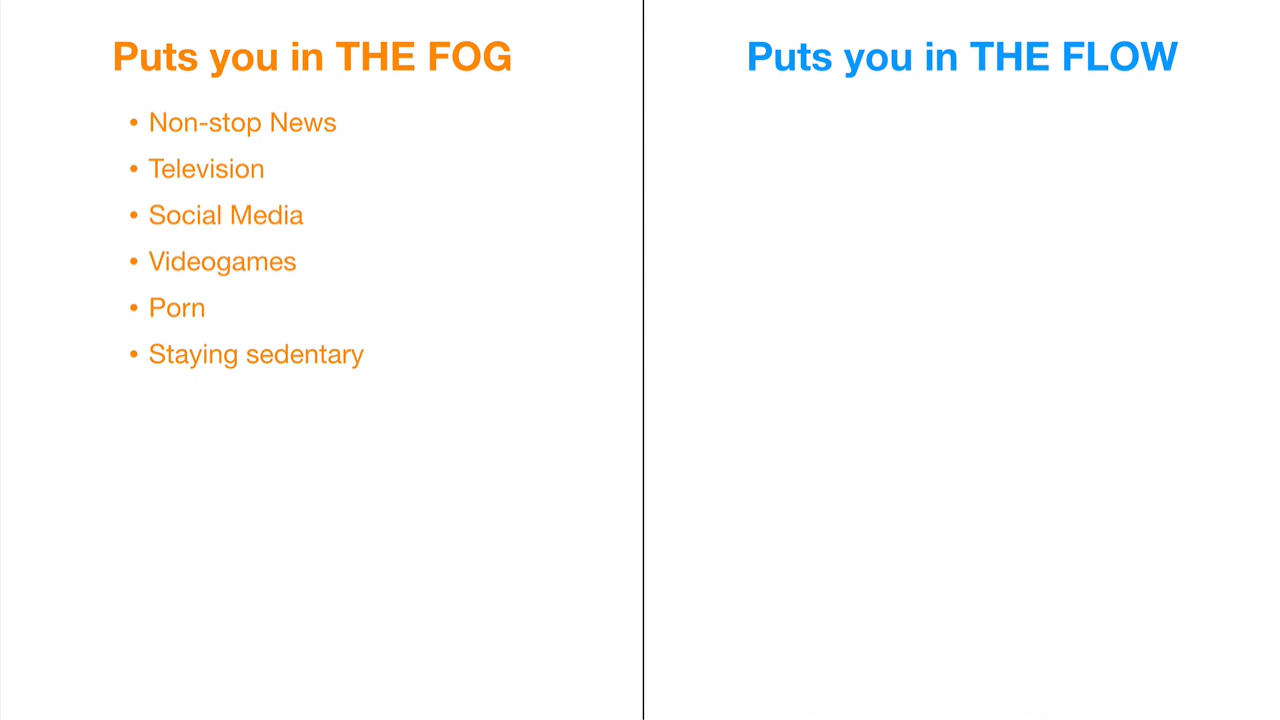 Puts you in THE FOG
• Non-stop News
• Television
• Social Media
• Videogames
• Porn
• Staying sedentary
Puts you in THE FLOW